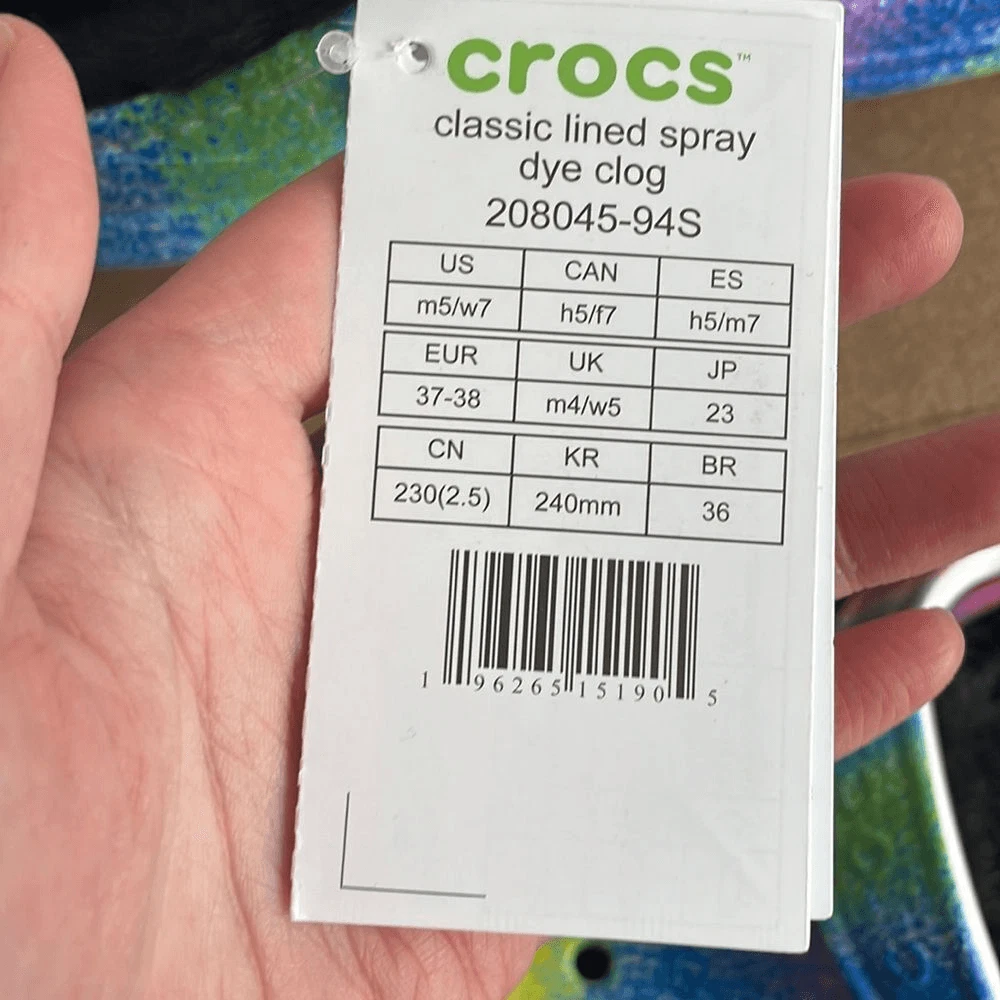 crocs™
classic lined spray
dye clog
208045-94S
US CAN ES
m5/w7 h5/f7 h5/m7
EUR UK JP
37-38 m4/w5 23
CN KR BR
230(2.5) 240mm 36
1 96265 15190 5